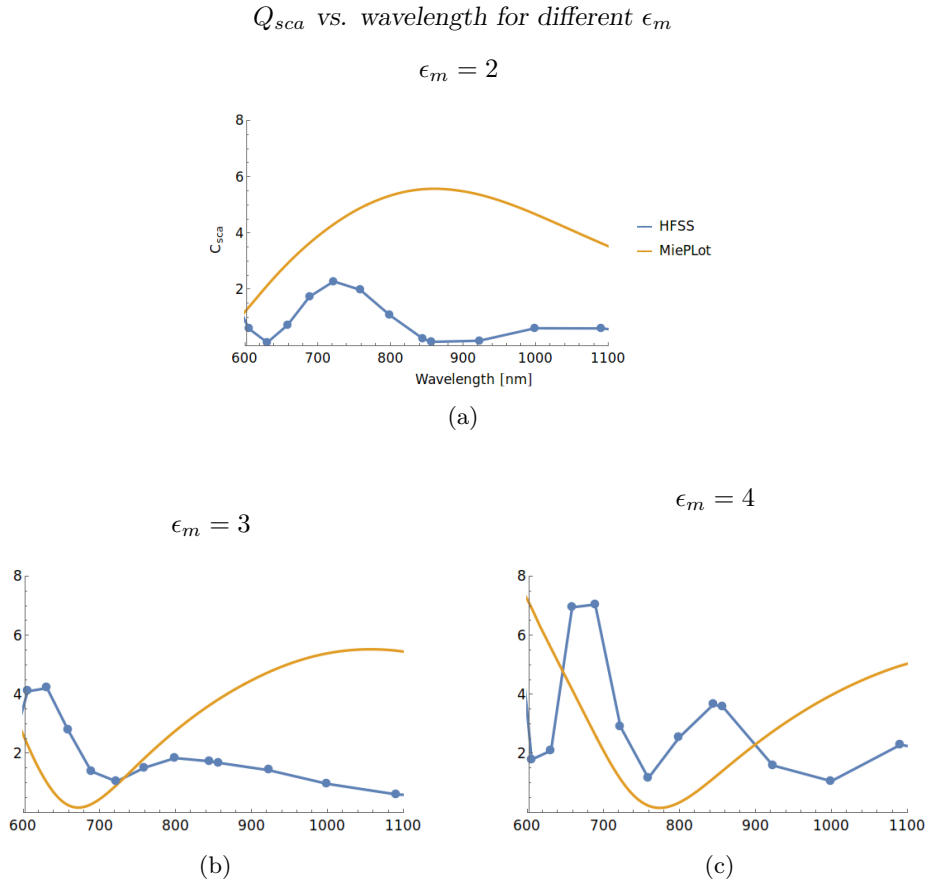 Q_sca vs. wavelength for different ϵ_m
ϵ_m = 2
8
6
4
2
C_sca
600 700 800 900 1000 1100
Wavelength [nm]
HFSS
MiePLot
(a)
ϵ_m = 3
8
6
4
2
600 700 800 900 1000 1100
(b)
ϵ_m = 4
8
6
4
2
600 700 800 900 1000 1100
(c)